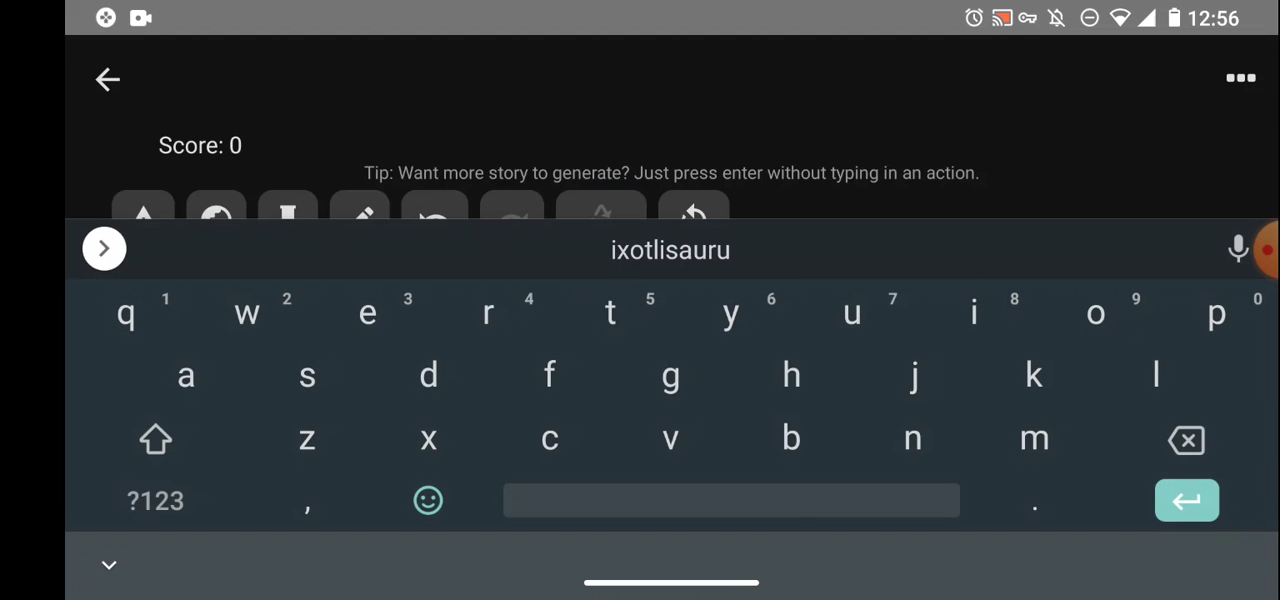 12:56
Score: 0
Tip: Want more story to generate? Just press enter without typing in an action.
ixotlisauru
q 1 w 2 e 3 r 4 t 5 y 6 u 7 i 8 o 9 p 0
a s d f g h j k l
z x c v b n m
?123 , .